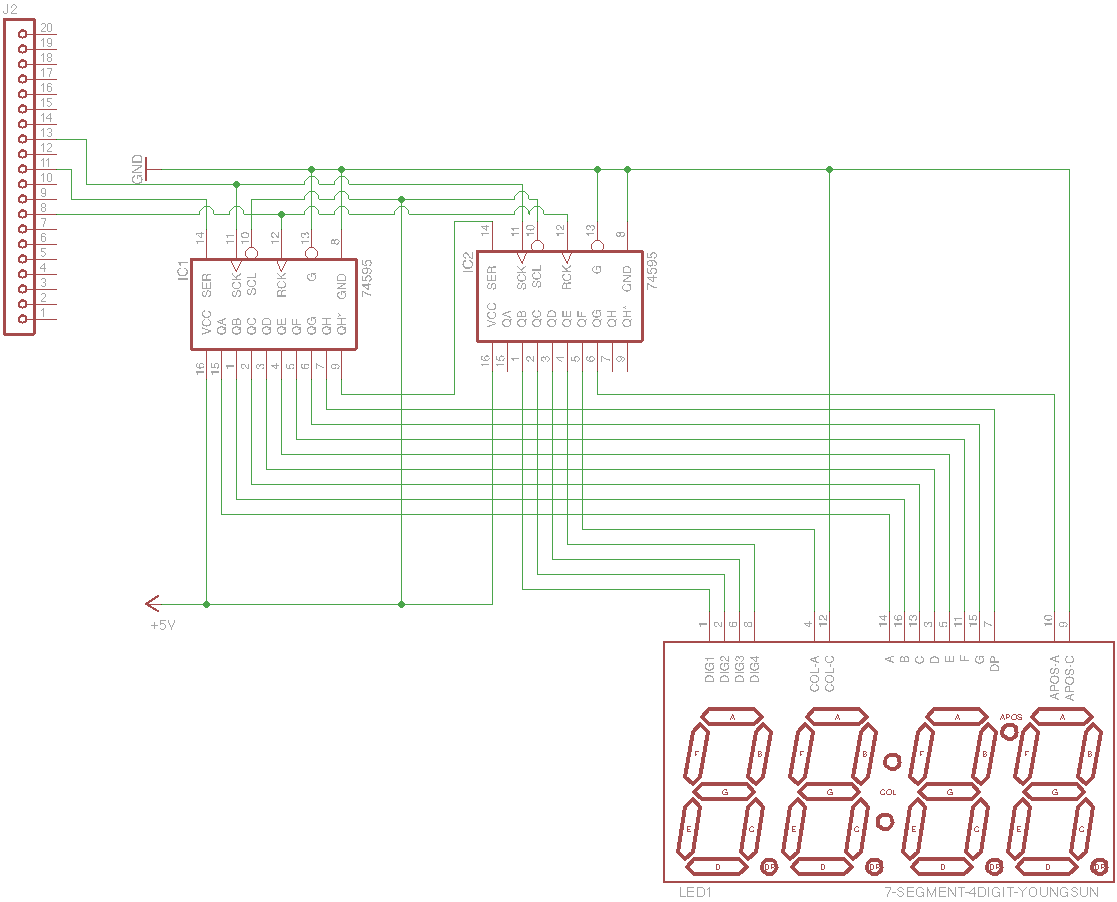 J2
20
19
18
17
16
15
14
13
12
11
10
9
8
7
6
5
4
3
2
1
GND
14 11 10 12 13 8
IC1
74595
SER SCK SCL RCK G GND
VCC QA QB QC QD QE QF QG QH QH*
16 15 1 2 3 4 5 6 7 9
14 11 10 12 13 8
IC2
74595
SER SCK SCL RCK G GND
VCC QA QB QC QD QE QF QG QH QH*
16 15 1 2 3 4 5 6 7 9
+5V
1 2 6 8 4 12 14 16 13 3 5 11 15 7 10 9
DIG1 DIG2 DIG3 DIG4 COL-A COL-C A B C D E F G DP APOS-A APOS-C
A A A APOS A
F B F B F B F B
G G COL G G
E C E C E C E C
D DP D DP D DP D DP
LED1
7-SEGMENT-4DIGIT-YOUNGSUN